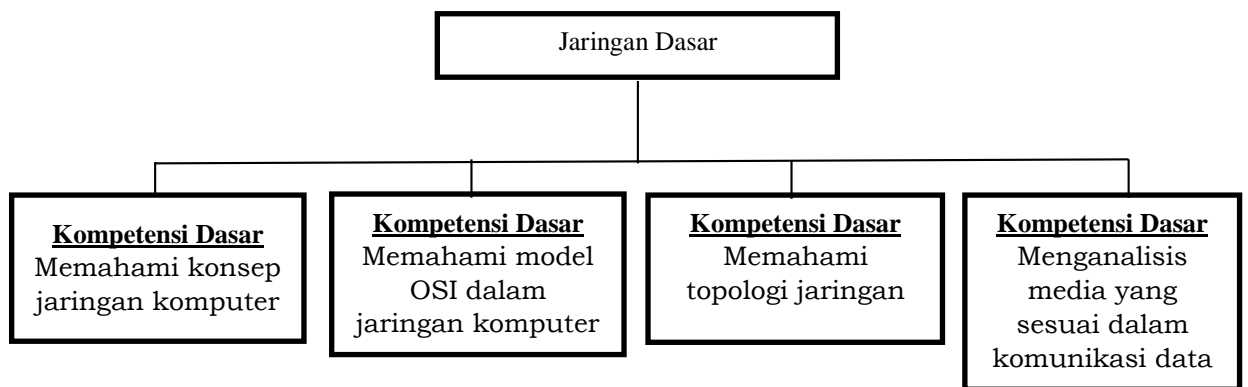 Jaringan Dasar
Kompetensi Dasar
Memahami konsep
jaringan komputer
Kompetensi Dasar
Memahami model
OSI dalam
jaringan komputer
Kompetensi Dasar
Memahami
topologi jaringan
Kompetensi Dasar
Menganalisis
media yang
sesuai dalam
komunikasi data